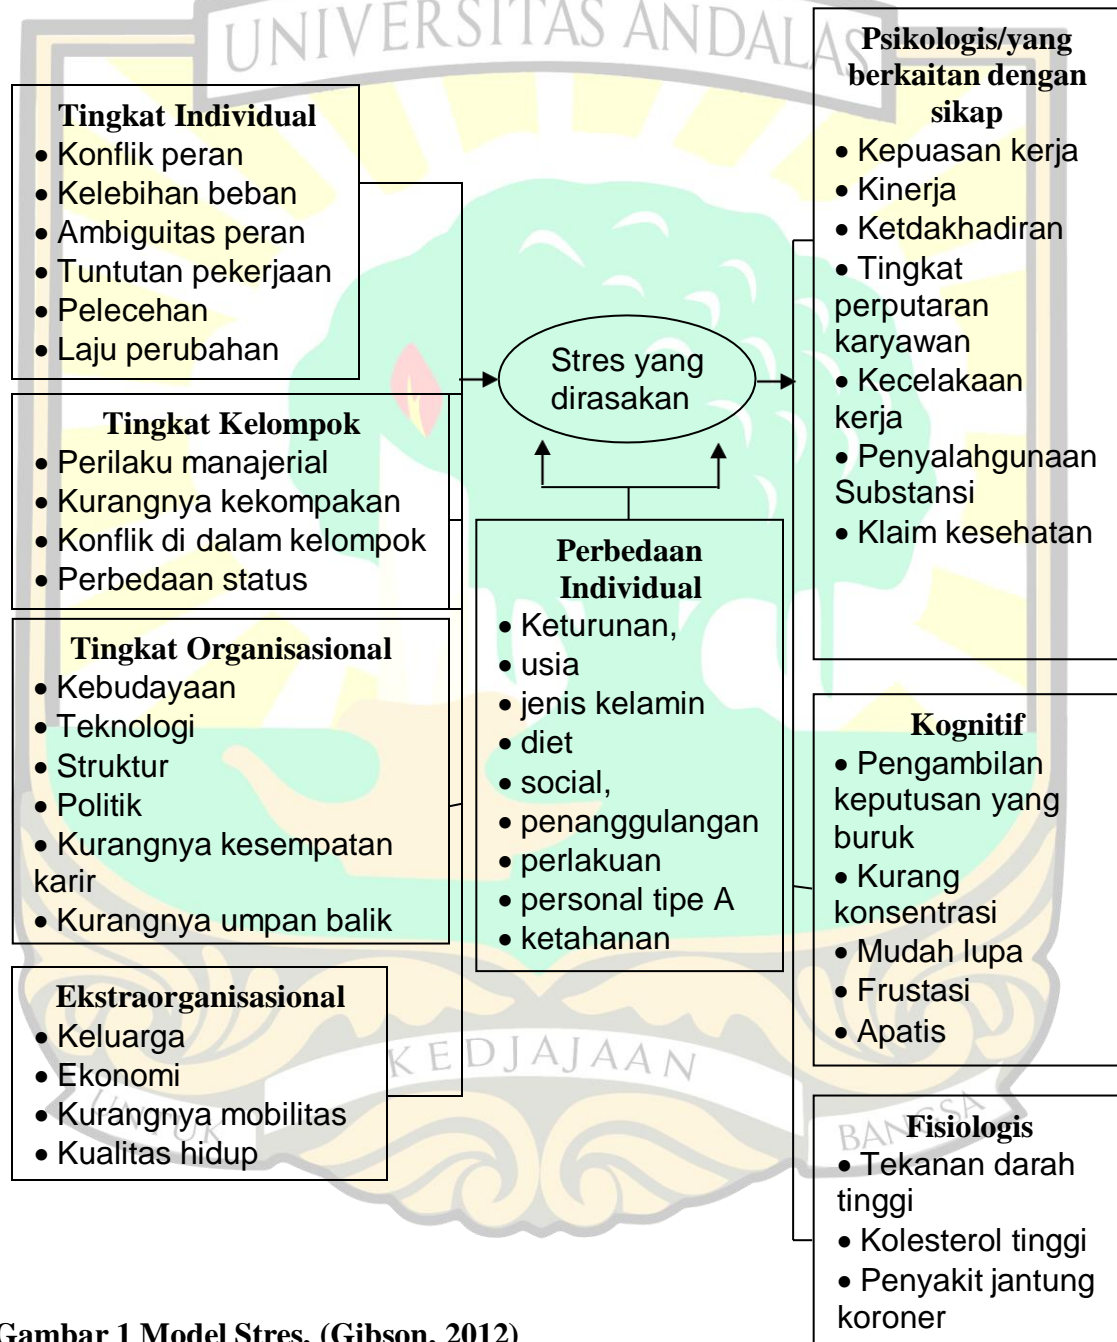 UNIVERSITAS ANDALAS
Tingkat Individual
• Konflik peran
• Kelebihan beban
• Ambiguitas peran
• Tuntutan pekerjaan
• Pelecehan
• Laju perubahan
Tingkat Kelompok
• Perilaku manajerial
• Kurangnya kekompakan
• Konflik di dalam kelompok
• Perbedaan status
Tingkat Organisasional
• Kebudayaan
• Teknologi
• Struktur
• Politik
• Kurangnya kesempatan
karir
• Kurangnya umpan balik
Ekstraorganisasional
• Keluarga
• Ekonomi
• Kurangnya mobilitas
• Kualitas hidup
Stres yang
dirasakan
Perbedaan
Individual
• Keturunan,
• usia
• jenis kelamin
• diet
• social,
• penanggulangan
• perlakuan
• personal tipe A
• ketahanan
Psikologis/yang
berkaitan dengan
sikap
• Kepuasan kerja
• Kinerja
• Ketdakhadiran
• Tingkat
perputaran
karyawan
• Kecelakaan
kerja
• Penyalahgunaan
Substansi
• Klaim kesehatan
Kognitif
• Pengambilan
keputusan yang
buruk
• Kurang
konsentrasi
• Mudah lupa
• Frustasi
• Apatis
Fisiologis
• Tekanan darah
tinggi
• Kolesterol tinggi
• Penyakit jantung
koroner
UNTUK KEDJAJAAN BANGSA
Gambar 1 Model Stres. (Gibson, 2012)